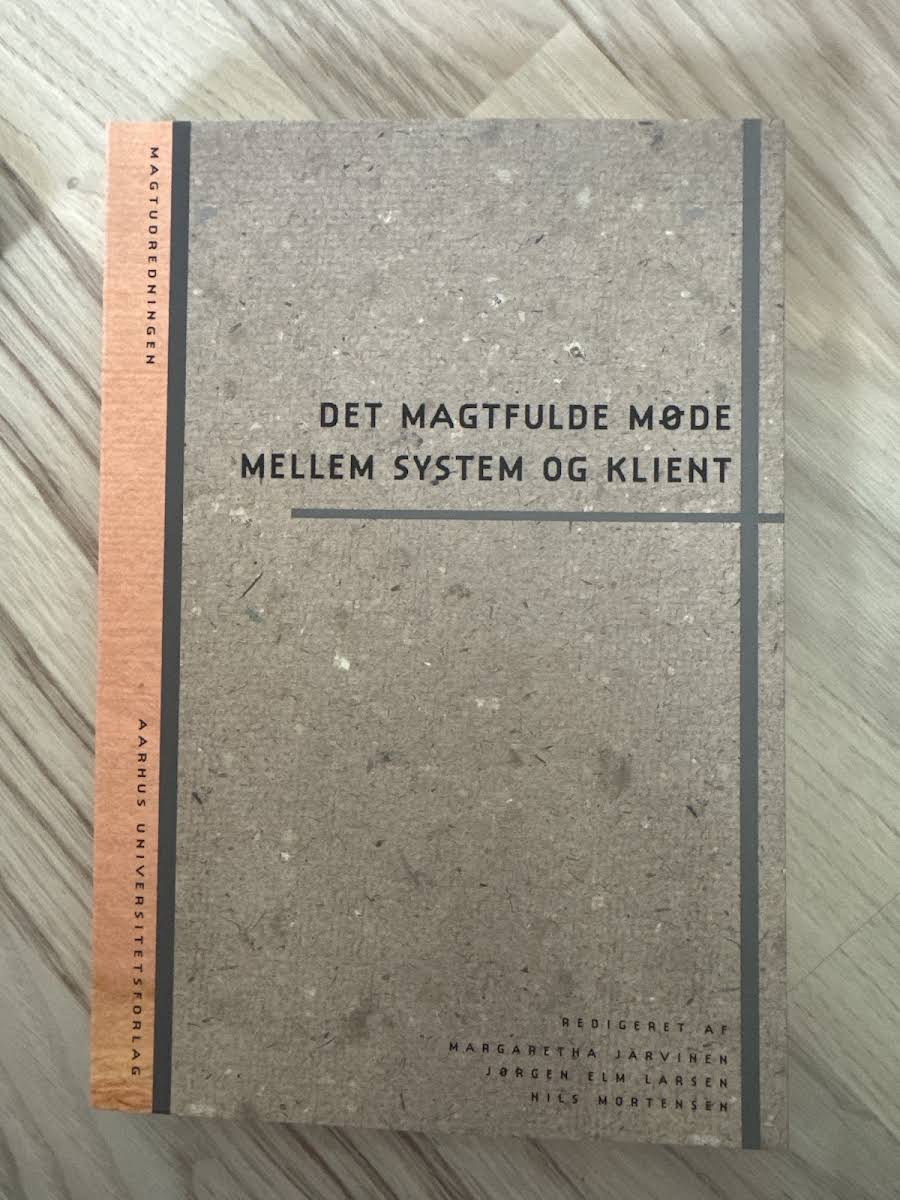 MAGTUDREDNINGEN
DET MAGTFULDE MØDE
MELLEM SYSTEM OG KLIENT
AARHUS UNIVERSITETSFORLAG
REDIGERET AF
MARGARETHA JÄRVINEN
JØRGEN ELM LARSEN
NILS MORTENSEN